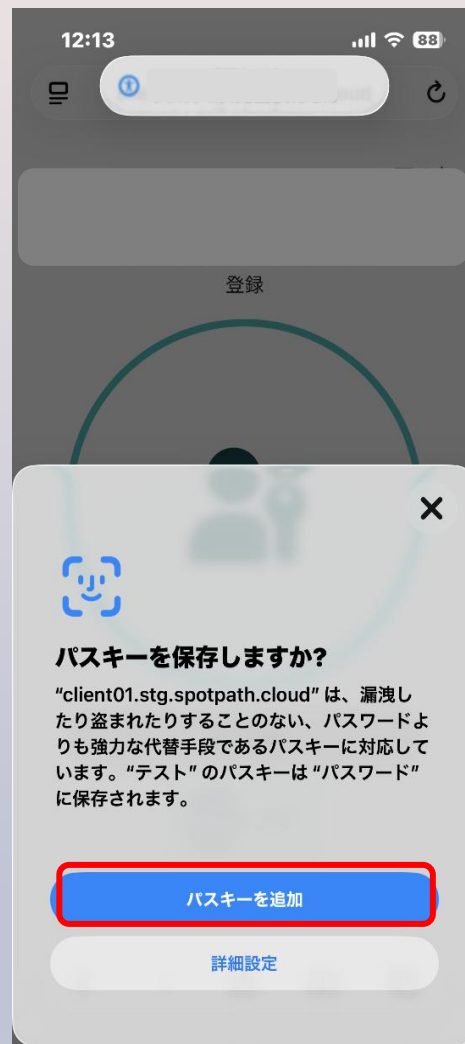 12:13
88
登録
パスキーを保存しますか?
“client01.stg.spotpath.cloud” は、漏洩し
たり盗まれたりすることのない、パスワードよ
りも強力な代替手段であるパスキーに対応して
います。“テスト” のパスキーは “パスワード”
に保存されます。
パスキーを追加
詳細設定